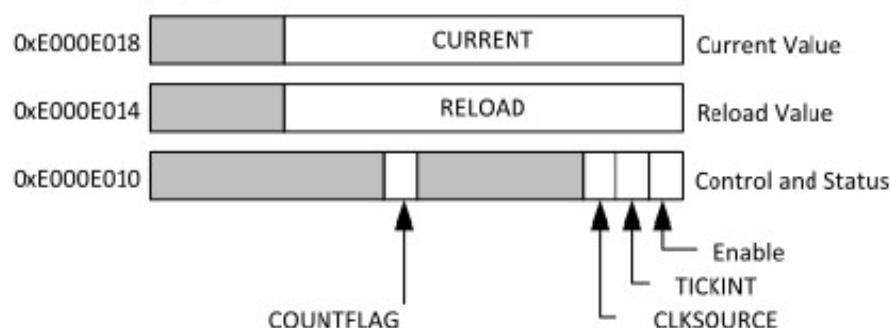 0xE000E018 CURRENT Current Value
0xE000E014 RELOAD Reload Value
0xE000E010 Control and Status
Enable
TICKINT
COUNTFLAG CLKSOURCE